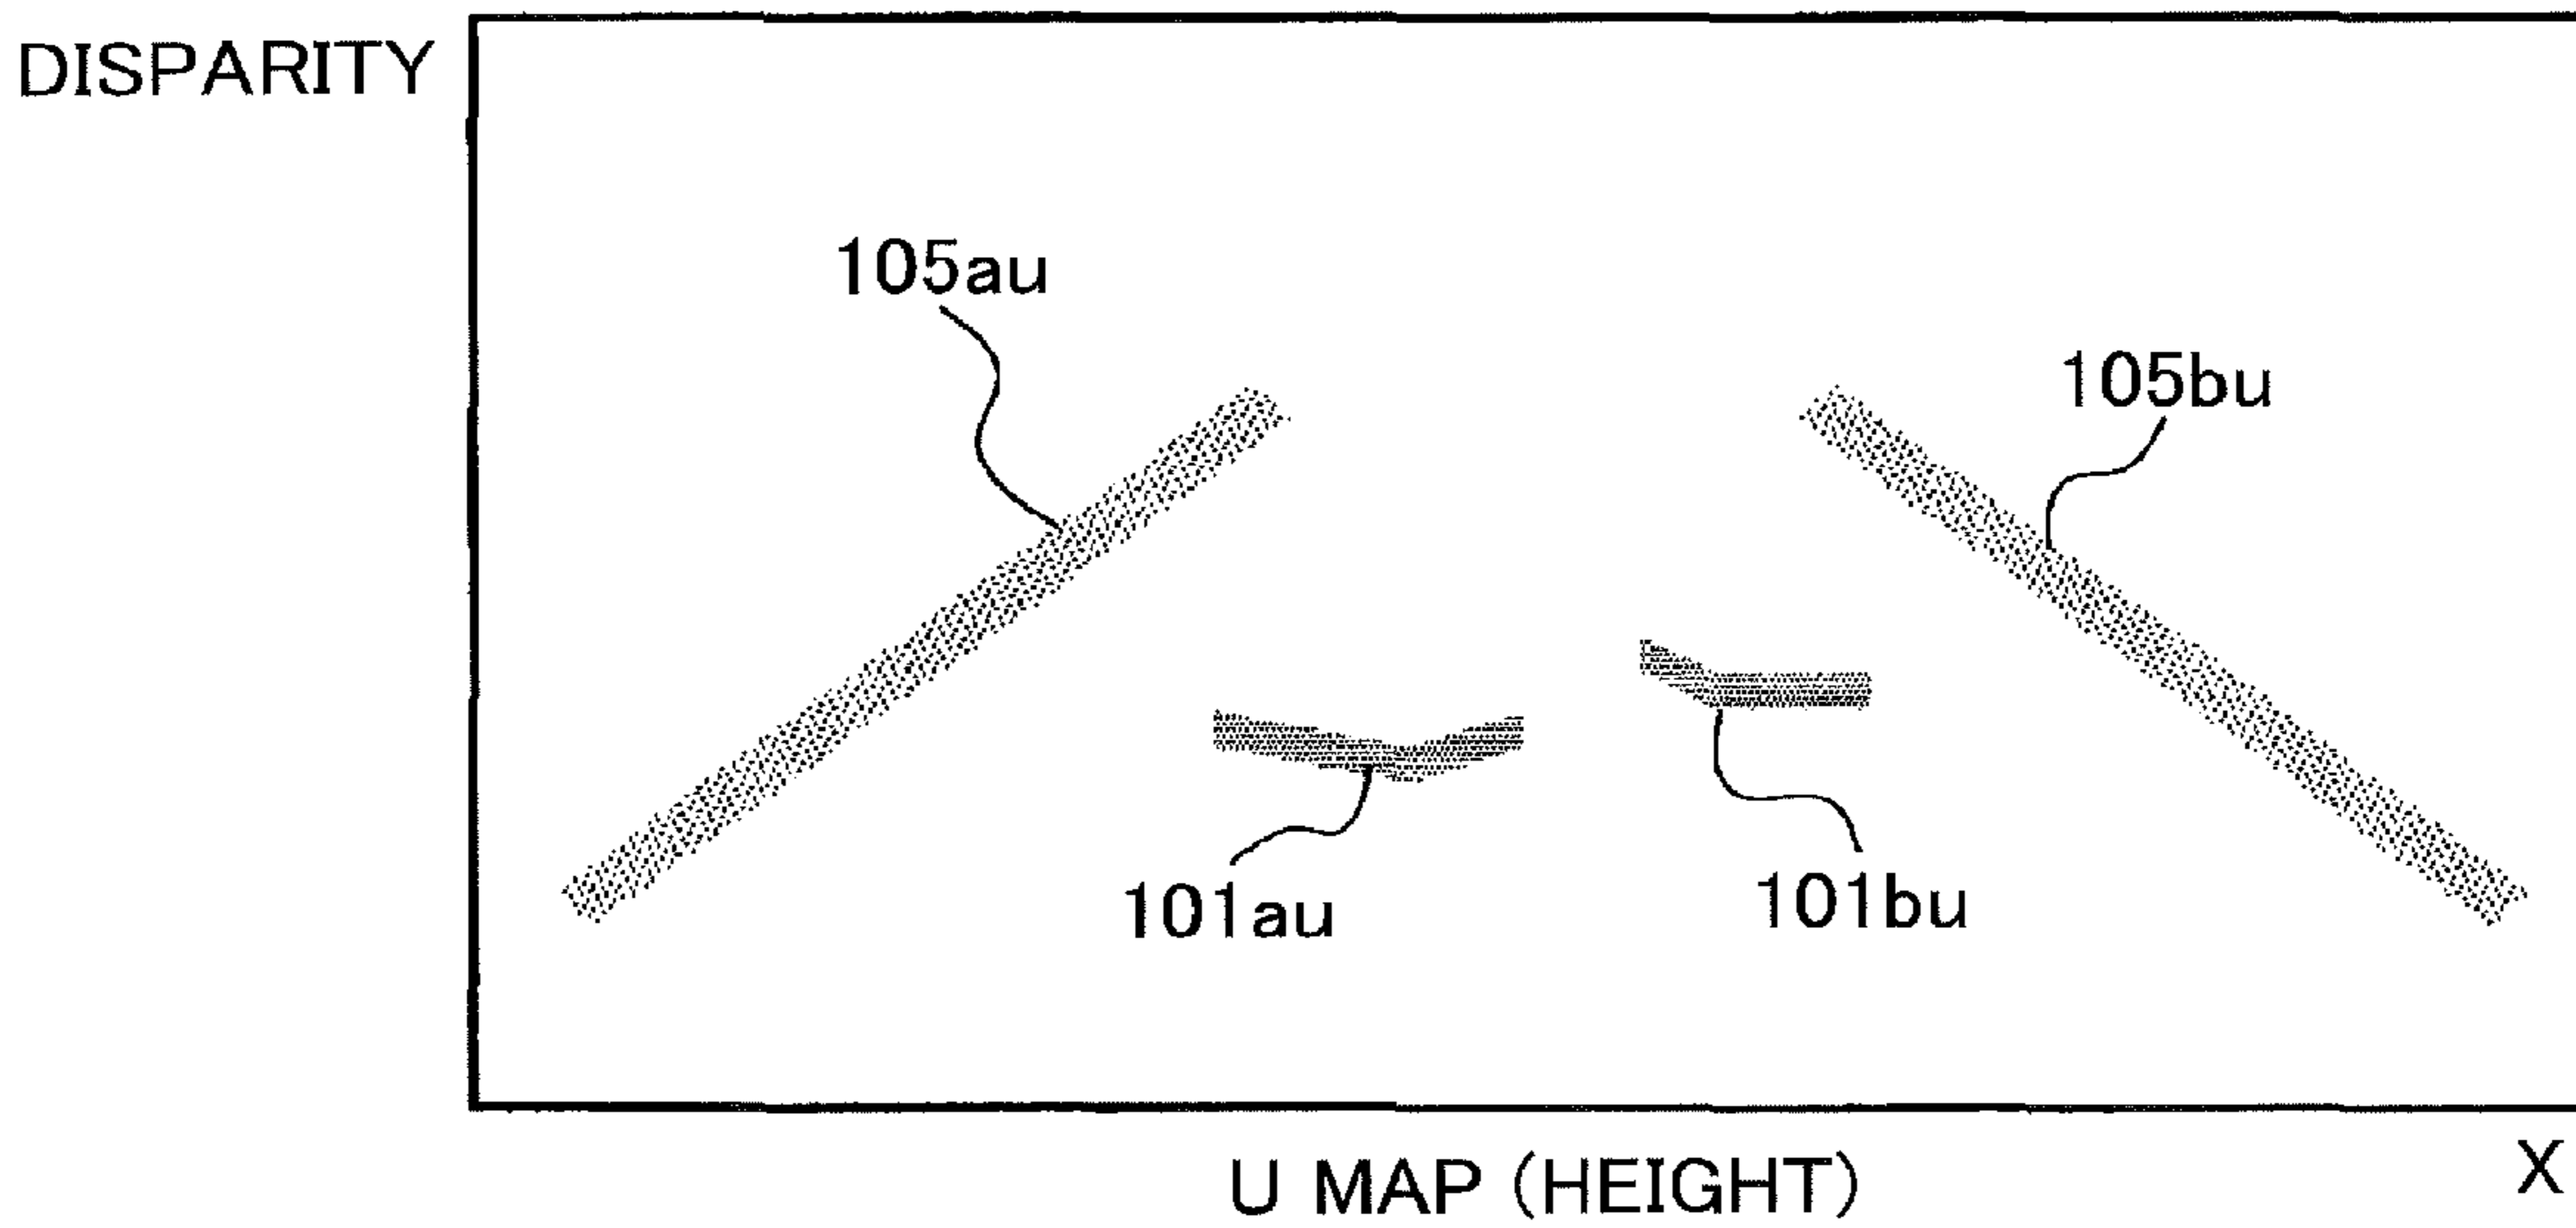 DISPARITY
105au
105bu
101au
101bu
U MAP (HEIGHT)
X